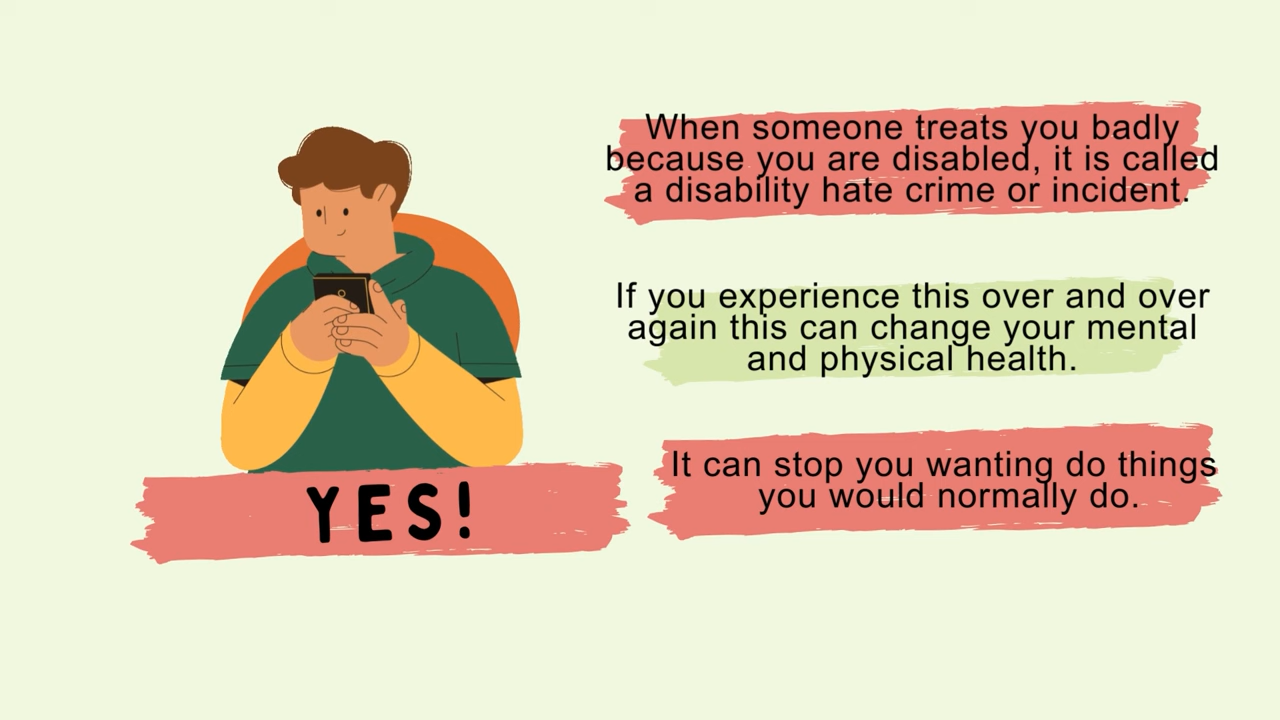 When someone treats you badly
because you are disabled, it is called
a disability hate crime or incident.
If you experience this over and over
again this can change your mental
and physical health.
It can stop you wanting do things
you would normally do.
YES!